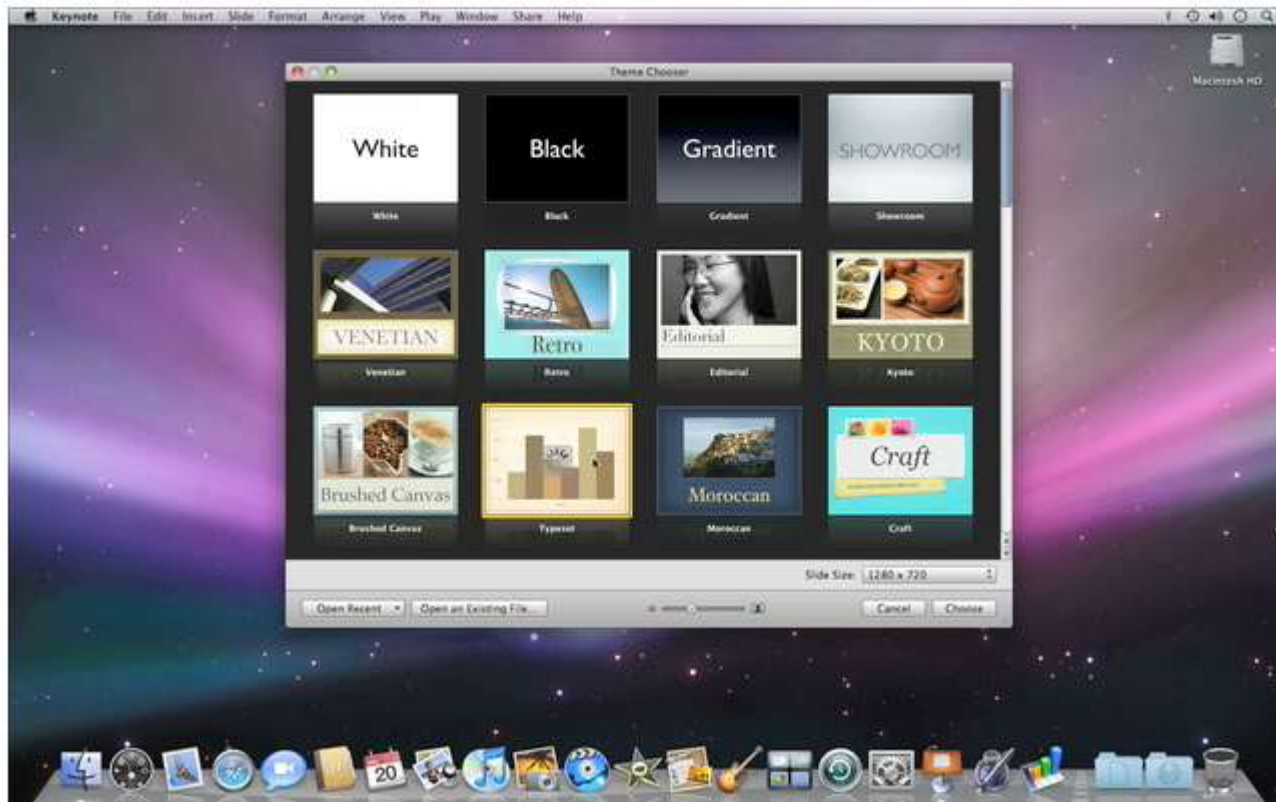 Keynote File Edit Insert Slide Format Arrange View Play Window Share Help
Theme Chooser
Macintosh HD
White
Black
Gradient
SHOWROOM
White
Black
Gradient
Showroom
VENETIAN
Retro
Editorial
KYOTO
Venetian
Retro
Editorial
Kyoto
Brushed Canvas
Moroccan
Craft
Brushed Canvas
Typeset
Moroccan
Craft
Slide Size: 1280 x 720
Open Recent
Open an Existing File...
Cancel
Choose
20